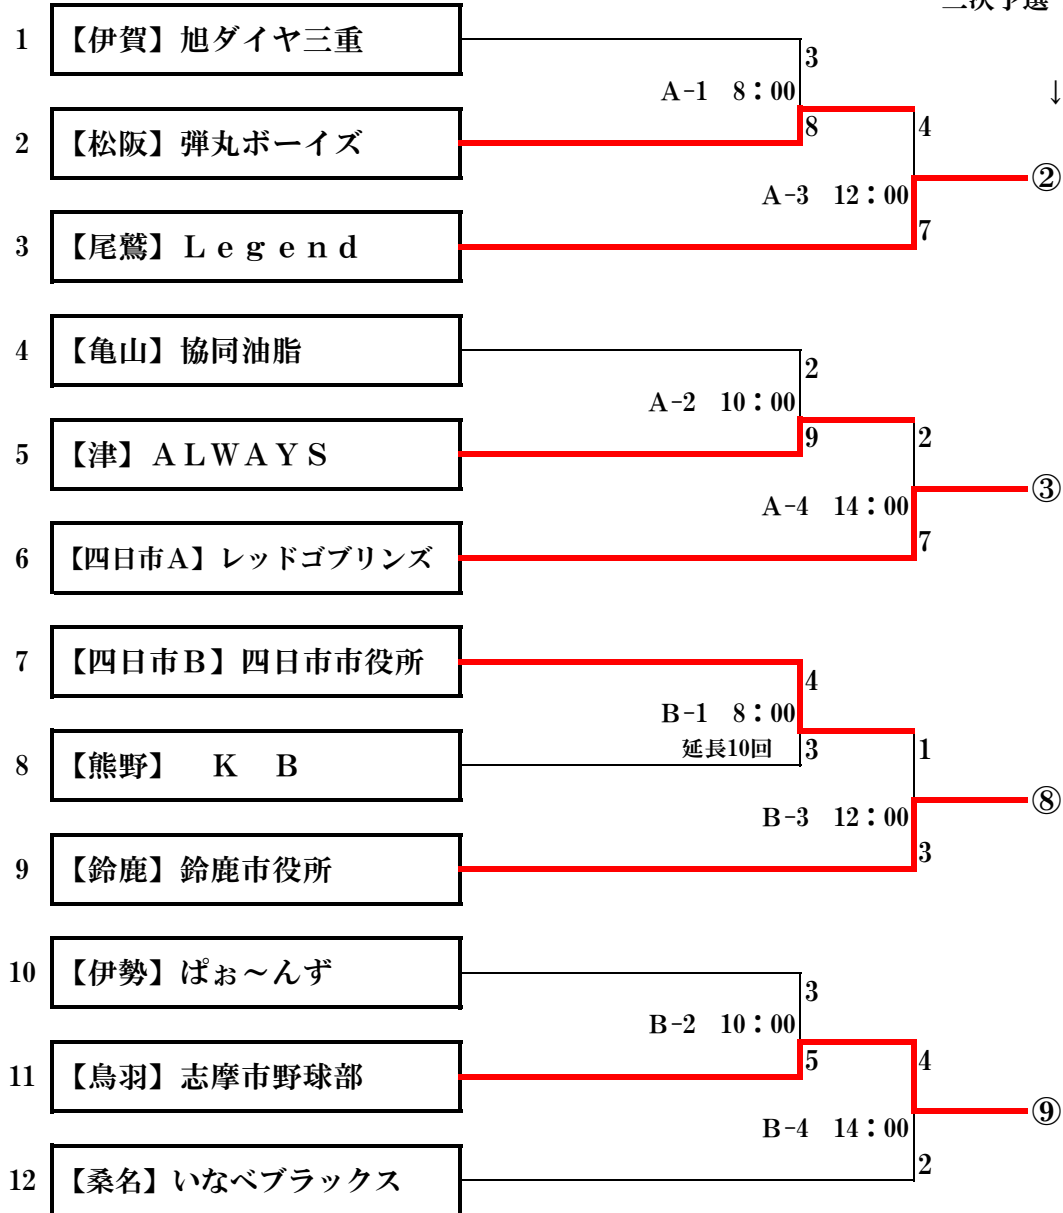 1 【伊賀】旭ダイヤ三重
3
A-1 8：00
↓
2 【松阪】弾丸ボーイズ
8
4
②
A-3 12：00
3 【尾鷲】Ｌｅｇｅｎｄ
7
4 【亀山】協同油脂
2
A-2 10：00
5 【津】ＡＬＷＡＹＳ
9
2
③
A-4 14：00
6 【四日市Ａ】レッドゴブリンズ
7
7 【四日市Ｂ】四日市市役所
4
B-1 8：00
延長10回
8 【熊野】　Ｋ　Ｂ
3
1
⑧
B-3 12：00
9 【鈴鹿】鈴鹿市役所
3
10 【伊勢】ぱぉ～んず
3
B-2 10：00
11 【鳥羽】志摩市野球部
5
4
⑨
B-4 14：00
12 【桑名】いなべブラックス
2